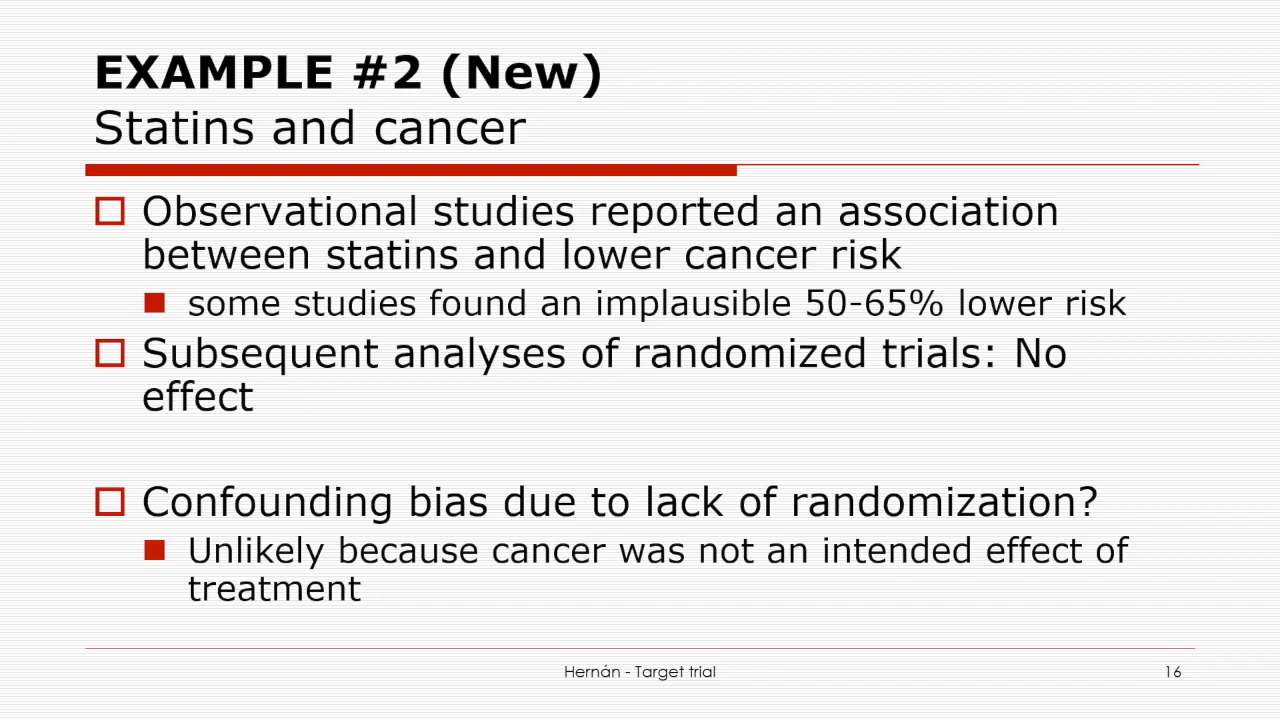 EXAMPLE #2 (New)
Statins and cancer
Observational studies reported an association
between statins and lower cancer risk
some studies found an implausible 50-65% lower risk
Subsequent analyses of randomized trials: No
effect
Confounding bias due to lack of randomization?
Unlikely because cancer was not an intended effect of
treatment
Hernán - Target trial
16